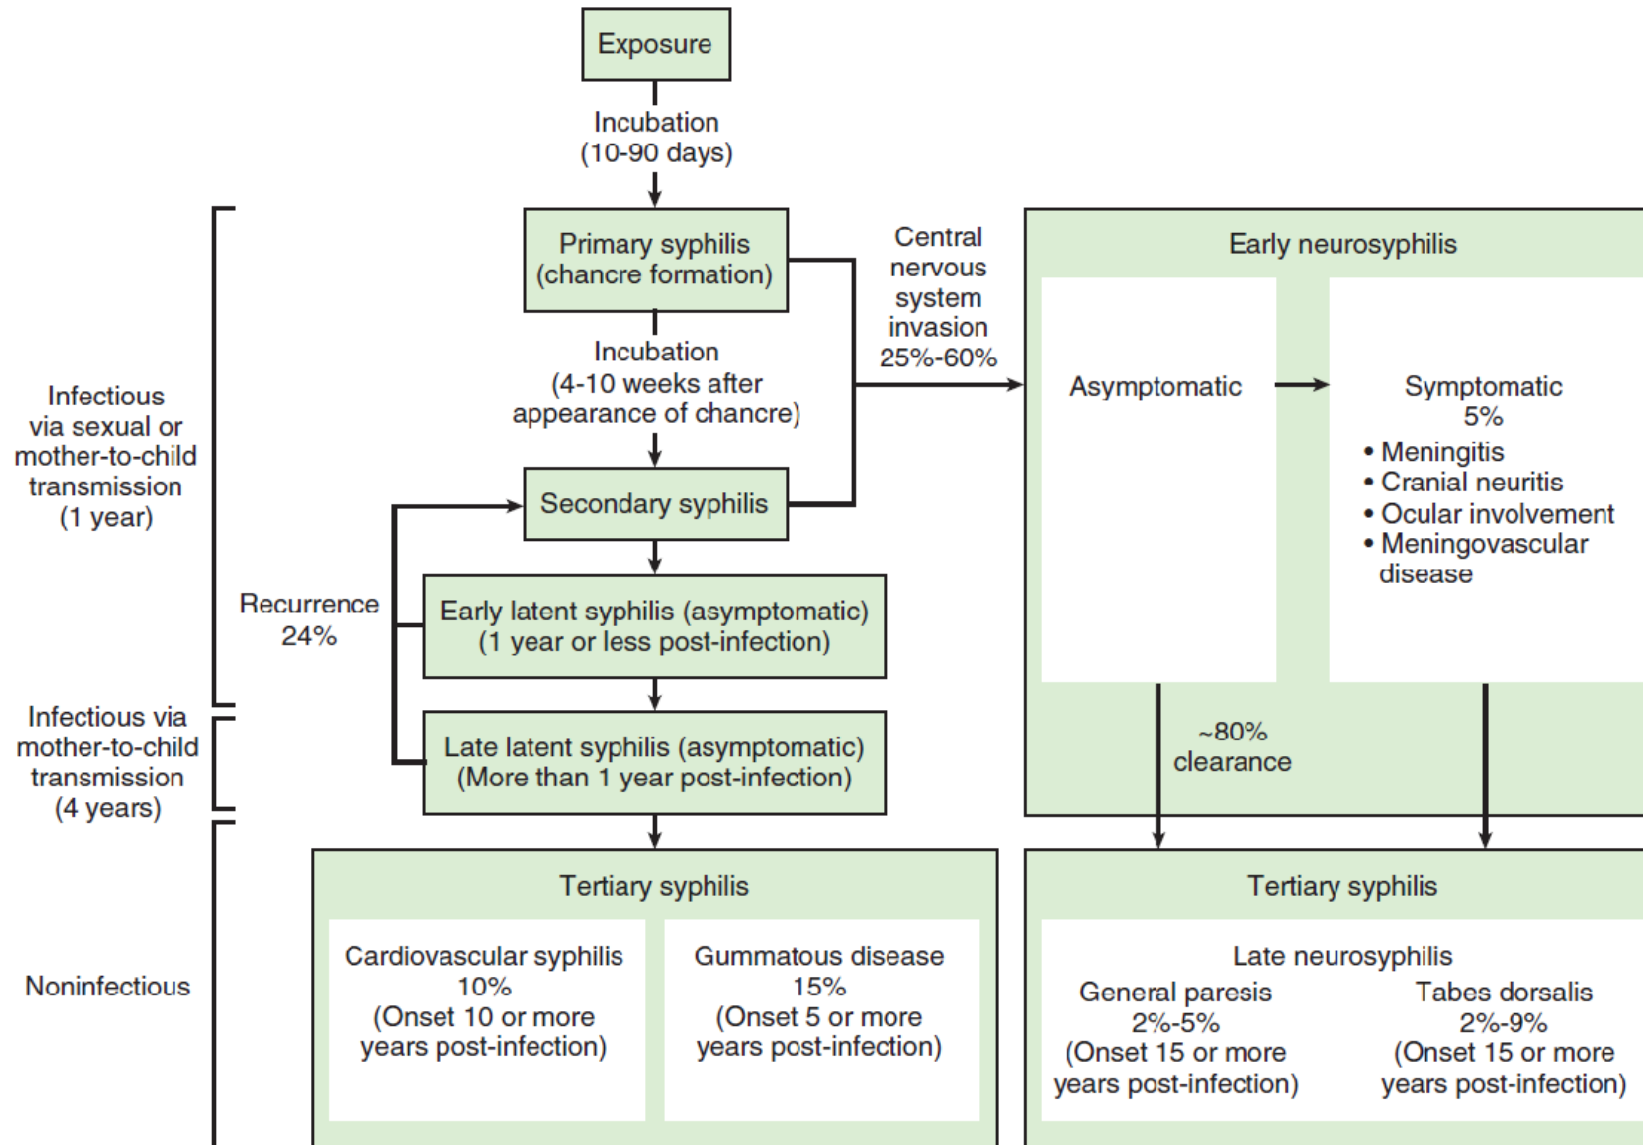 Exposure
Incubation
(10-90 days)
Primary syphilis
(chancre formation)
Incubation
(4-10 weeks after
appearance of chancre)
Secondary syphilis
Early latent syphilis (asymptomatic)
(1 year or less post-infection)
Late latent syphilis (asymptomatic)
(More than 1 year post-infection)
Recurrence
24%
Infectious
via sexual or
mother-to-child
transmission
(1 year)
Infectious via
mother-to-child
transmission
(4 years)
Noninfectious
Central
nervous
system
invasion
25%-60%
Early neurosyphilis
Asymptomatic
Symptomatic
5%
• Meningitis
• Cranial neuritis
• Ocular involvement
• Meningovascular
disease
~80%
clearance
Tertiary syphilis
Cardiovascular syphilis
10%
(Onset 10 or more
years post-infection)
Gummatous disease
15%
(Onset 5 or more
years post-infection)
Tertiary syphilis
Late neurosyphilis
General paresis
2%-5%
(Onset 15 or more
years post-infection)
Tabes dorsalis
2%-9%
(Onset 15 or more
years post-infection)